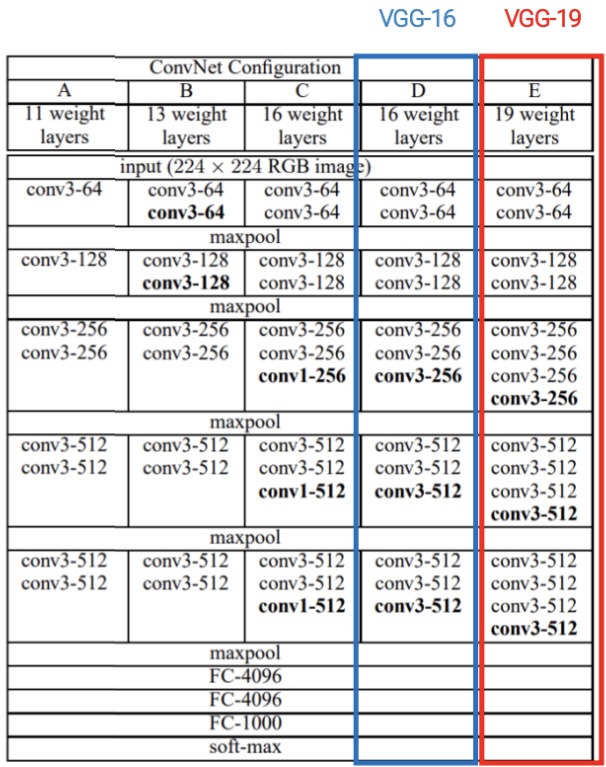 VGG-16 VGG-19
ConvNet Configuration
A B C D E
11 weight 13 weight 16 weight 16 weight 19 weight
layers layers layers layers layers
input (224 × 224 RGB image)
conv3-64 conv3-64 conv3-64 conv3-64 conv3-64
conv3-64 conv3-64 conv3-64 conv3-64
maxpool
conv3-128 conv3-128 conv3-128 conv3-128 conv3-128
conv3-128 conv3-128 conv3-128 conv3-128
maxpool
conv3-256 conv3-256 conv3-256 conv3-256 conv3-256
conv3-256 conv3-256 conv3-256 conv3-256 conv3-256
conv1-256 conv3-256 conv3-256
conv3-256
maxpool
conv3-512 conv3-512 conv3-512 conv3-512 conv3-512
conv3-512 conv3-512 conv3-512 conv3-512 conv3-512
conv1-512 conv3-512 conv3-512
conv3-512
maxpool
conv3-512 conv3-512 conv3-512 conv3-512 conv3-512
conv3-512 conv3-512 conv3-512 conv3-512 conv3-512
conv1-512 conv3-512 conv3-512
conv3-512
maxpool
FC-4096
FC-4096
FC-1000
soft-max